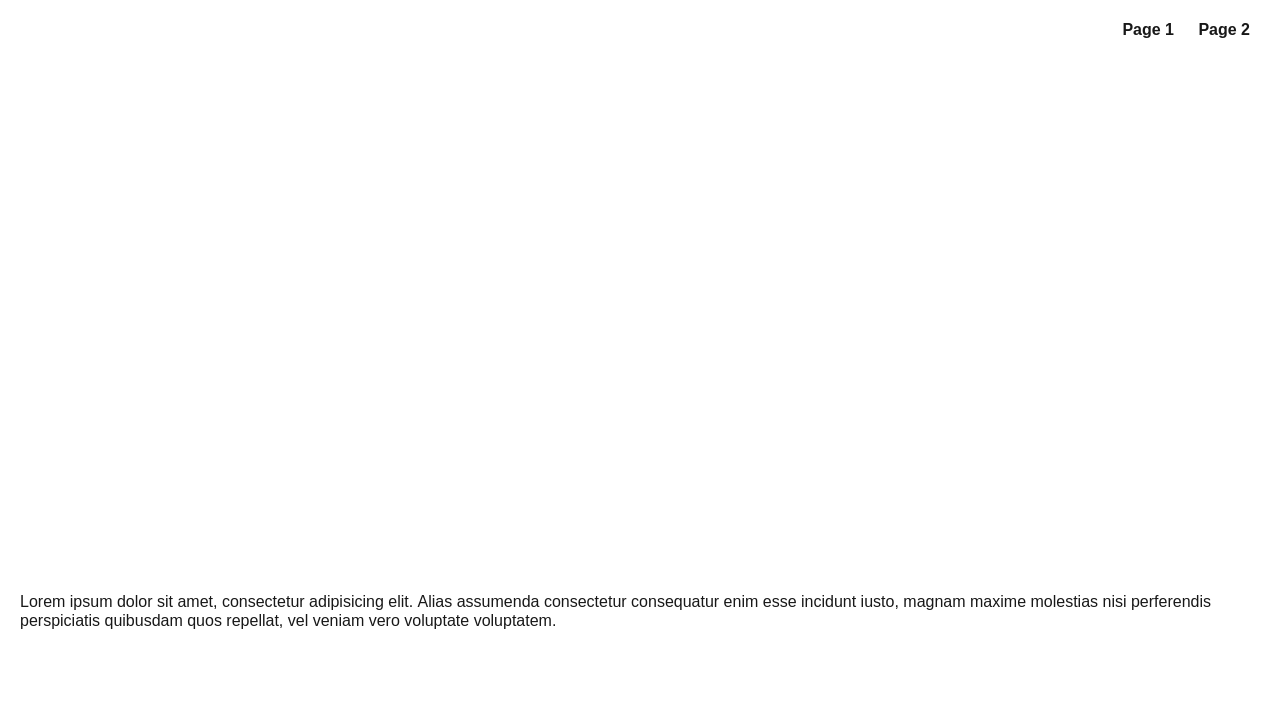 Page 1 Page 2
Lorem ipsum dolor sit amet, consectetur adipisicing elit. Alias assumenda consectetur consequatur enim esse incidunt iusto, magnam maxime molestias nisi perferendis
perspiciatis quibusdam quos repellat, vel veniam vero voluptate voluptatem.